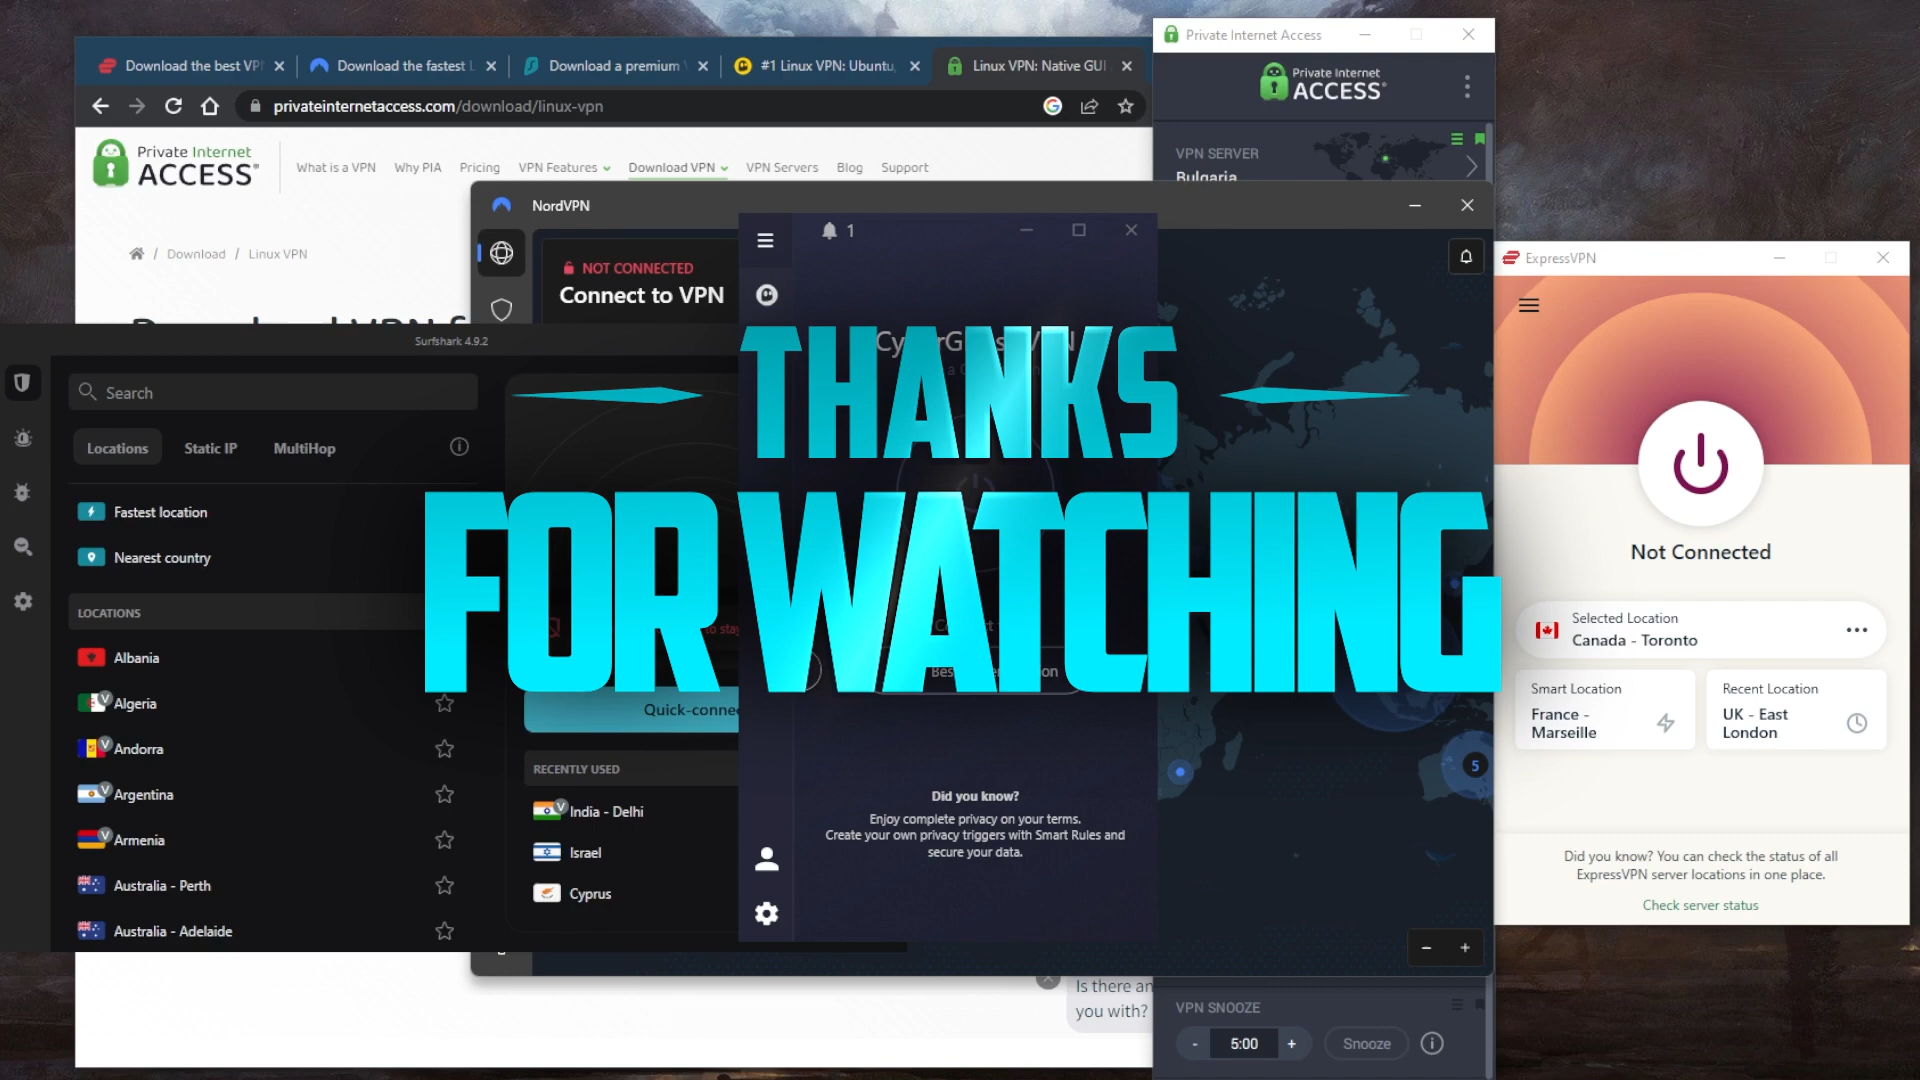 Private Internet Access
Download the best VP
Download the fastest L
Download a premium
#1 Linux VPN: Ubuntu,
Linux VPN: Native GUI
privateinternetaccess.com/download/linux-vpn
Private Internet
ACCESS®
Private Internet
ACCESS®
What is a VPN
Why PIA
Pricing
VPN Features
Download VPN
VPN Servers
Blog
Support
VPN SERVER
Bulgaria
/ Download / Linux VPN
NordVPN
1
NOT CONNECTED
Connect to VPN
ExpressVPN
Surfshark 4.9.2
Search
Locations
Static IP
MultiHop
THANKS
FOR WATCHING
Fastest location
Nearest country
LOCATIONS
Albania
Algeria
Andorra
Argentina
Armenia
Australia - Perth
Australia - Adelaide
to stay
Quick-connec
RECENTLY USED
India - Delhi
Israel
Cyprus
Did you know?
Enjoy complete privacy on your terms.
Create your own privacy triggers with Smart Rules and
secure your data.
5
Not Connected
Selected Location
Canada - Toronto
Smart Location
France -
Marseille
Recent Location
UK - East
London
Did you know? You can check the status of all
ExpressVPN server locations in one place.
Check server status
Is there an
you with?
VPN SNOOZE
- 5:00 +
Snooze